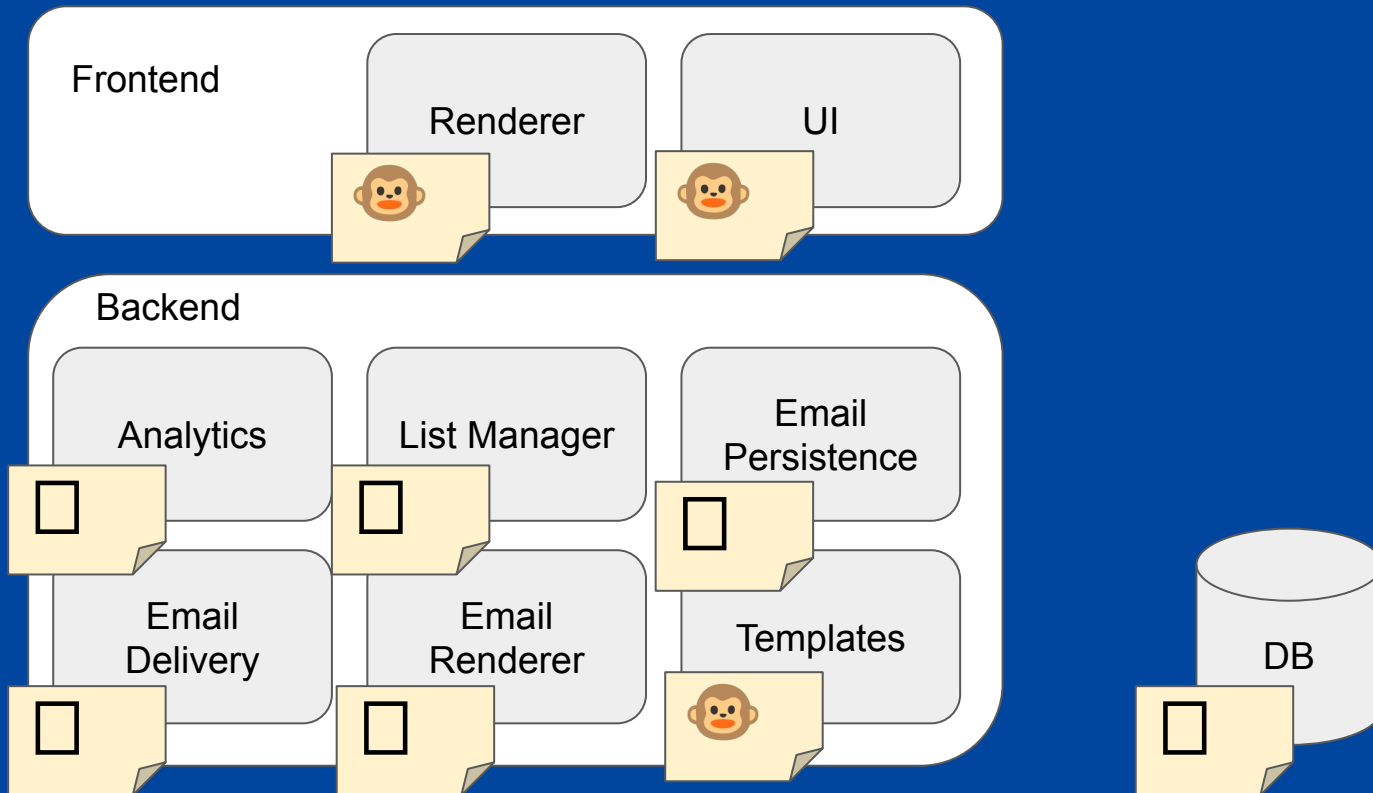 Frontend
Renderer
UI
Backend
Analytics
List Manager
Email
Persistence
Email
Delivery
Email
Renderer
Templates
DB